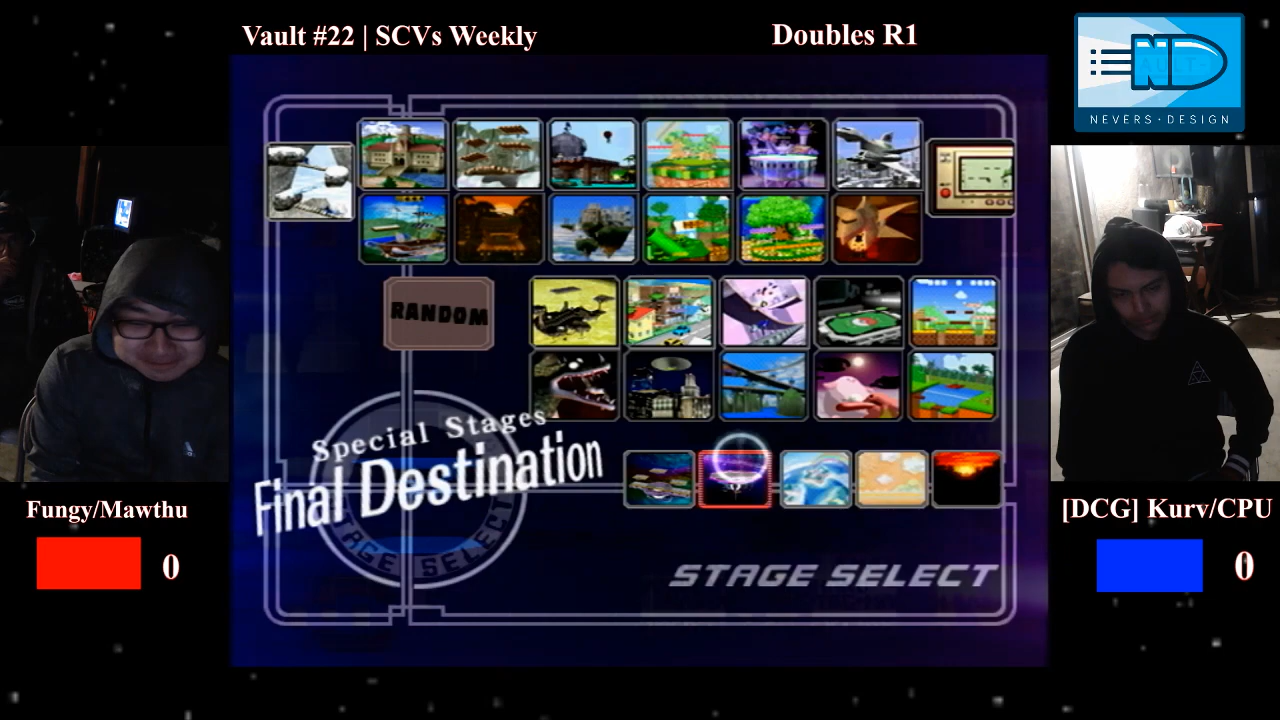 Vault #22 | SCVs Weekly
Doubles R1
NEVERS·DESIGN
RANDOM
Special Stages
Final Destination
STAGE SELECT
Fungy/Mawthu
0
[DCG] Kurv/CPU
0